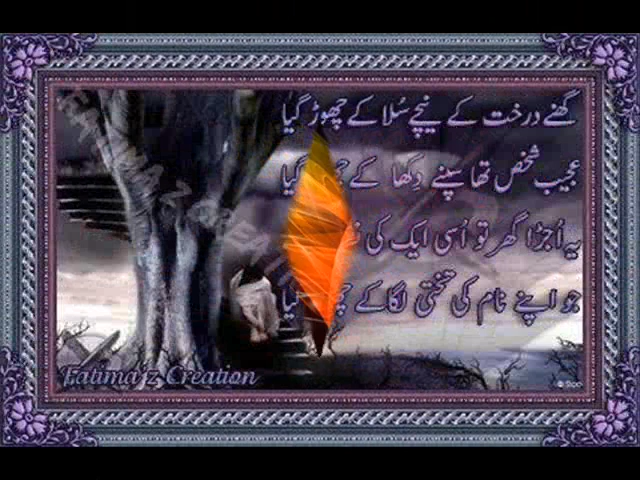 گھنے درخت کے نیچے سُلا کے چھوڑ گیا
عجیب شخص تھا سپنے دِکھا کے گیا
یہ اُجڑا گھر تو اُسی ایک کی
جو اپنے نام کی تختی لگا کے گیا
Fatima'z Creation